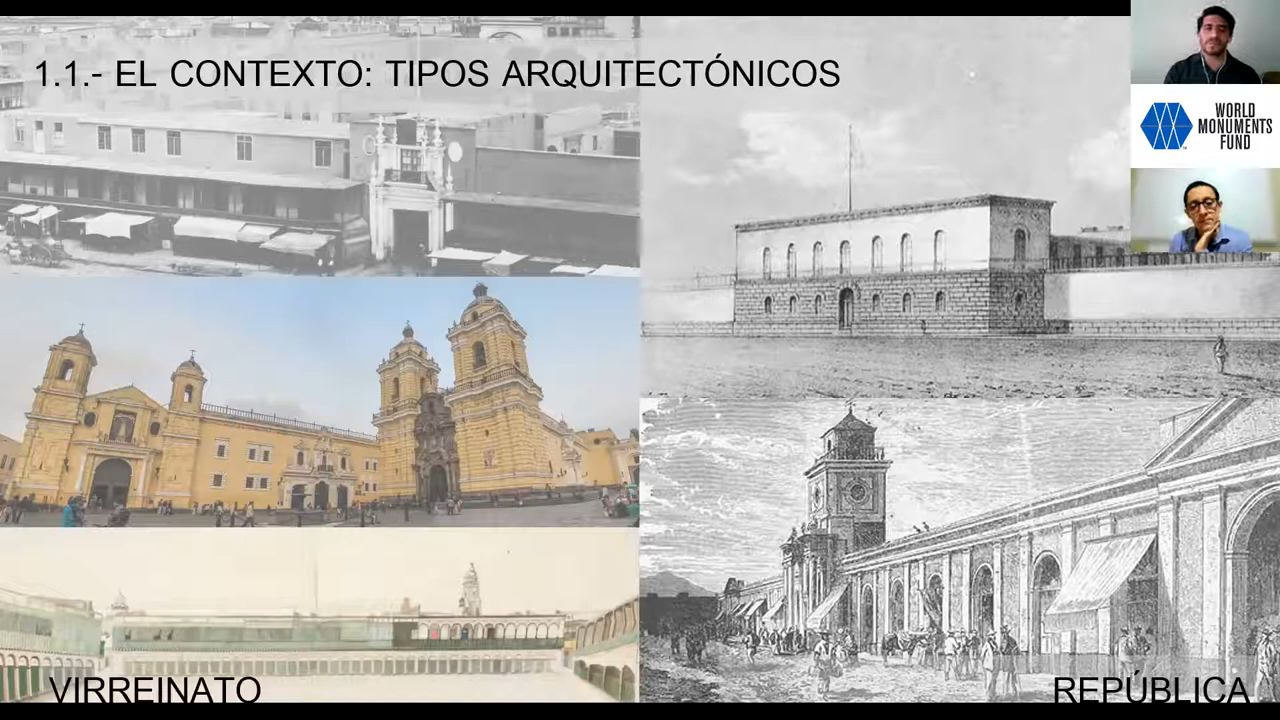 1.1.- EL CONTEXTO: TIPOS ARQUITECTÓNICOS
WORLD
MONUMENTS
FUND
VIRREINATO
REPÚBLICA